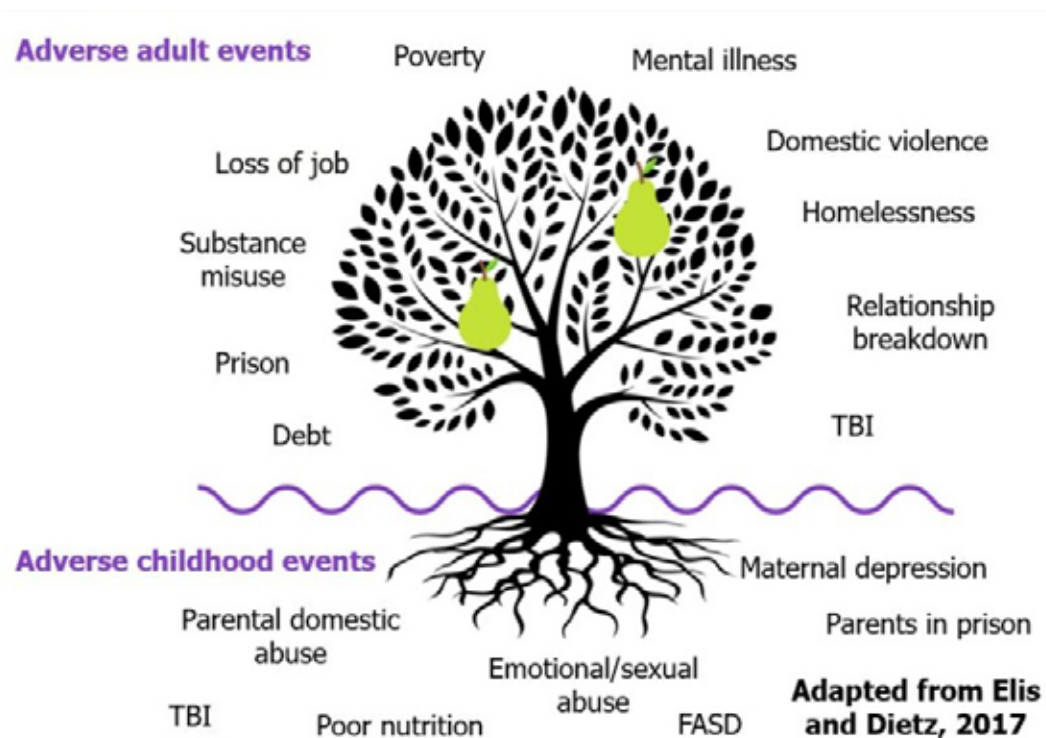 Adverse adult events
Poverty
Mental illness
Domestic violence
Loss of job
Homelessness
Substance
misuse
Relationship
breakdown
Prison
TBI
Debt
Adverse childhood events
Maternal depression
Parental domestic
abuse
Parents in prison
Emotional/sexual
abuse
Adapted from Elis
and Dietz, 2017
TBI
Poor nutrition
FASD